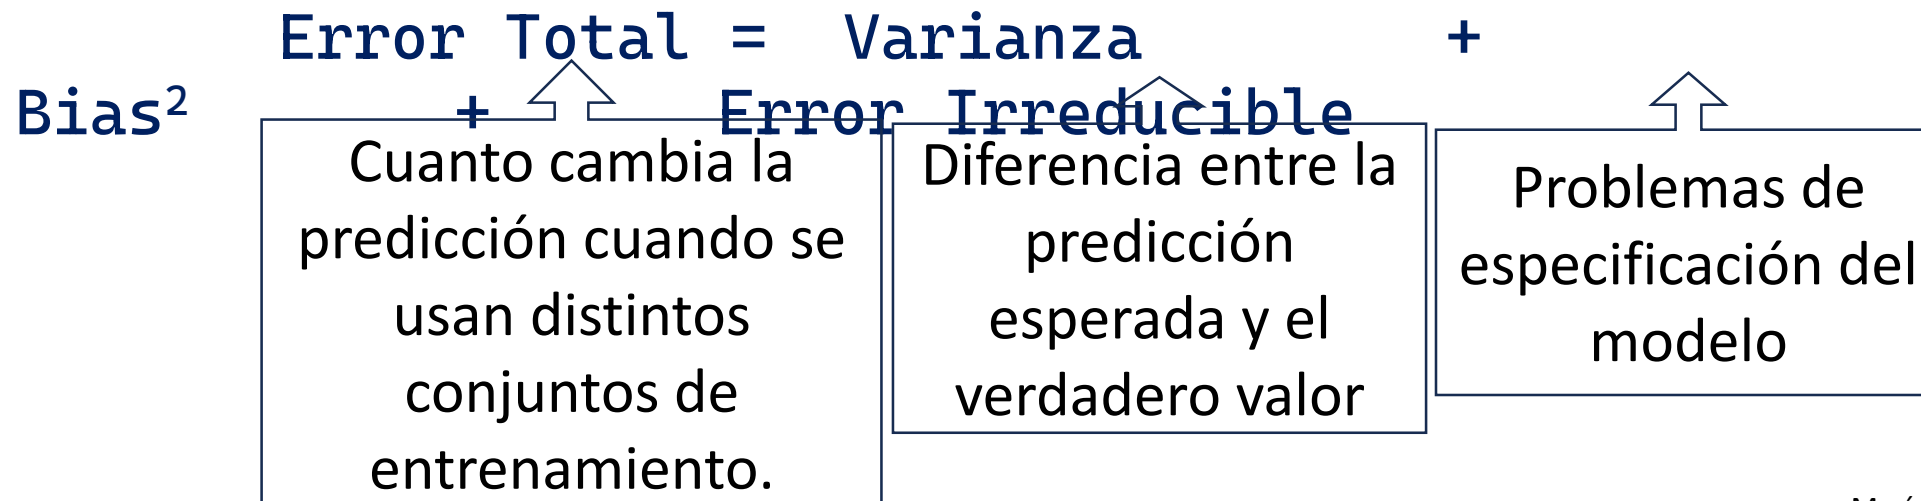 Error Total = Varianza +
Bias² + Error Irreducible
Cuanto cambia la
predicción cuando se
usan distintos
conjuntos de
entrenamiento.
Diferencia entre la
predicción
esperada y el
verdadero valor
Problemas de
especificación del
modelo